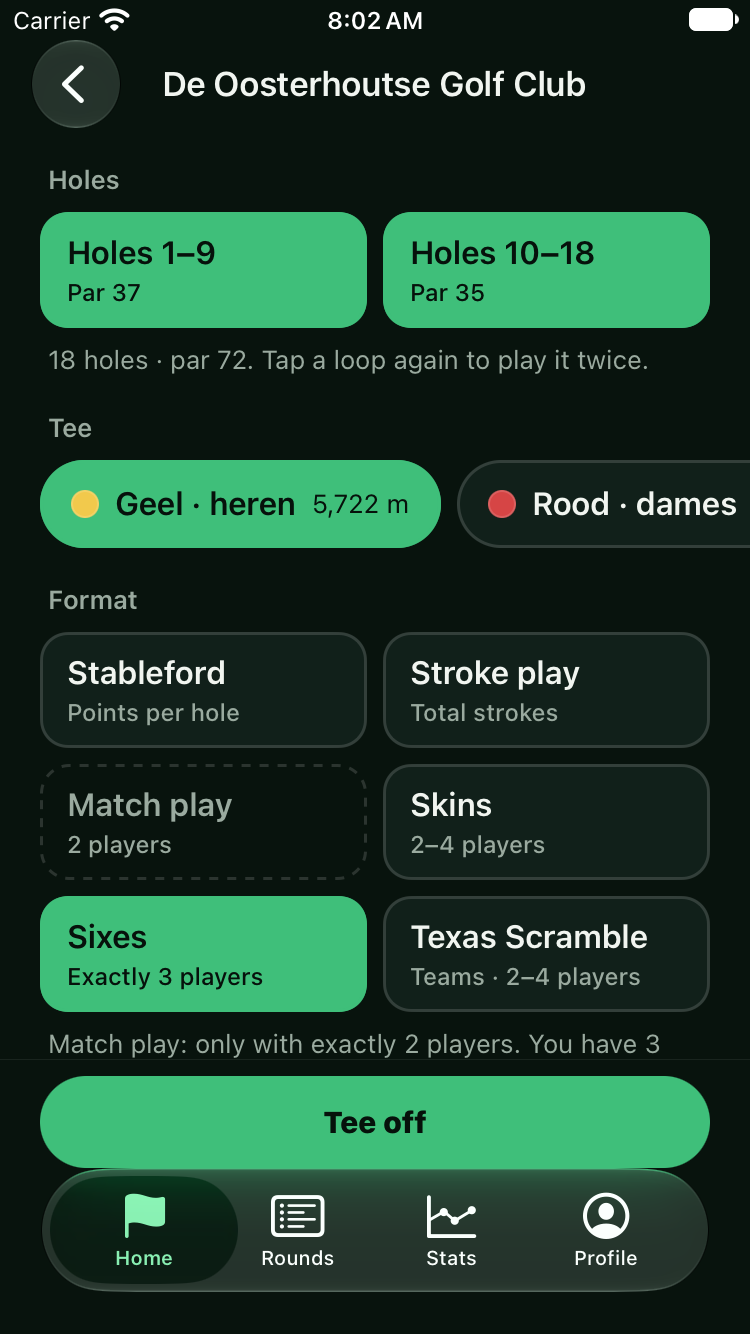 Carrier 8:02 AM
De Oosterhoutse Golf Club
Holes
Holes 1–9
Par 37
Holes 10–18
Par 35
18 holes · par 72. Tap a loop again to play it twice.
Tee
Geel · heren 5,722 m
Rood · dames
Format
Stableford
Points per hole
Stroke play
Total strokes
Match play
2 players
Skins
2–4 players
Sixes
Exactly 3 players
Texas Scramble
Teams · 2–4 players
Match play: only with exactly 2 players. You have 3
Tee off
Home
Rounds
Stats
Profile